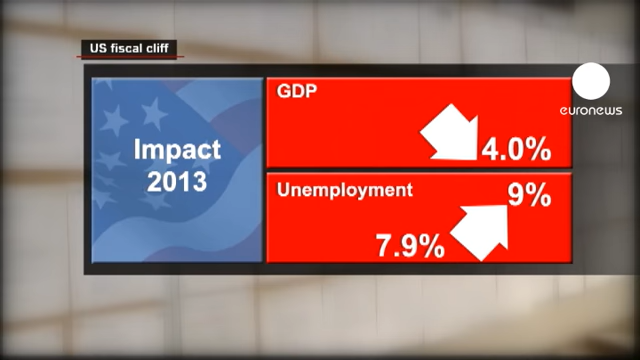 US fiscal cliff
euronews
Impact
2013
GDP
4.0%
Unemployment
9%
7.9%